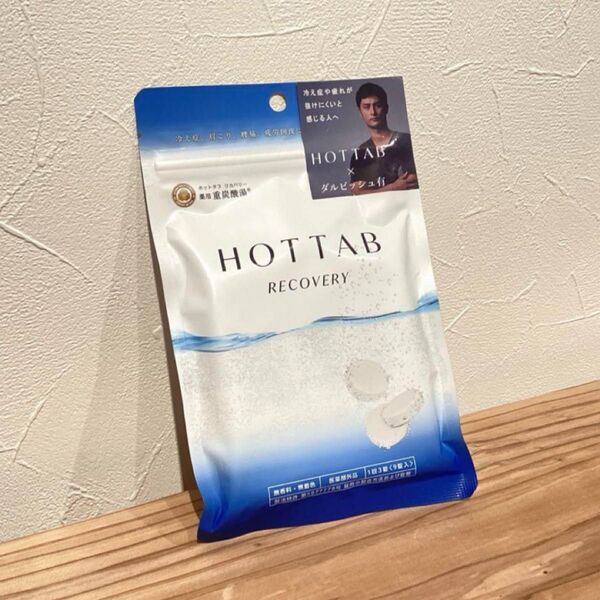 冷え症や疲れが
抜けにくいと
感じる人へ
HOTTAB
×
ダルビッシュ有
冷え症、肩こり、腰痛、疲労回復に
ホットタブ リカバリー
薬用 重炭酸湯®
HOT TAB
RECOVERY
無香料・無着色 医薬部外品 1回3錠〈9錠入〉